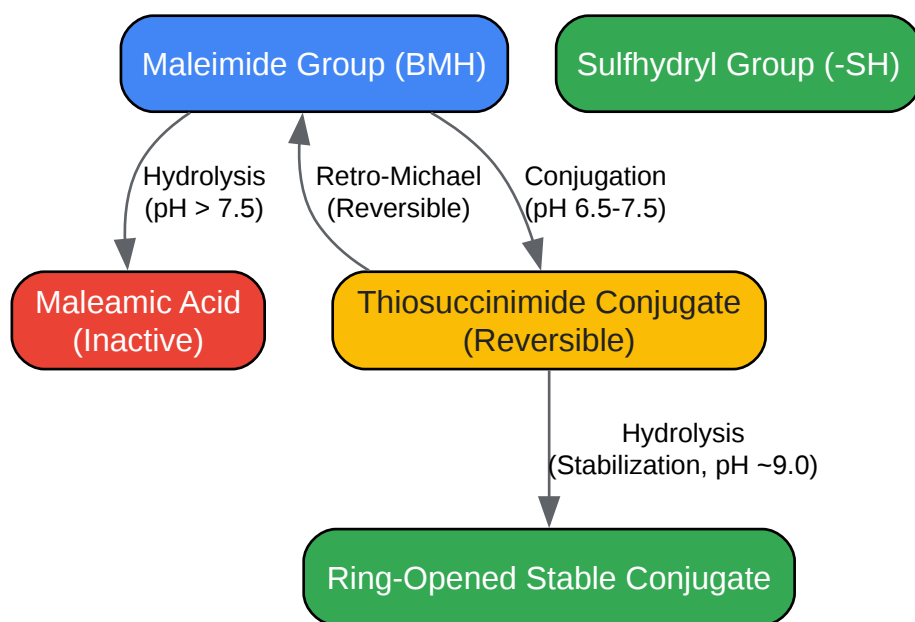 Maleimide Group (BMH)
Sulfhydryl Group (-SH)
Hydrolysis
(pH > 7.5)
Retro-Michael
(Reversible)
Conjugation
(pH 6.5-7.5)
Maleamic Acid
(Inactive)
Thiosuccinimide Conjugate
(Reversible)
Hydrolysis
(Stabilization, pH ~9.0)
Ring-Opened Stable Conjugate